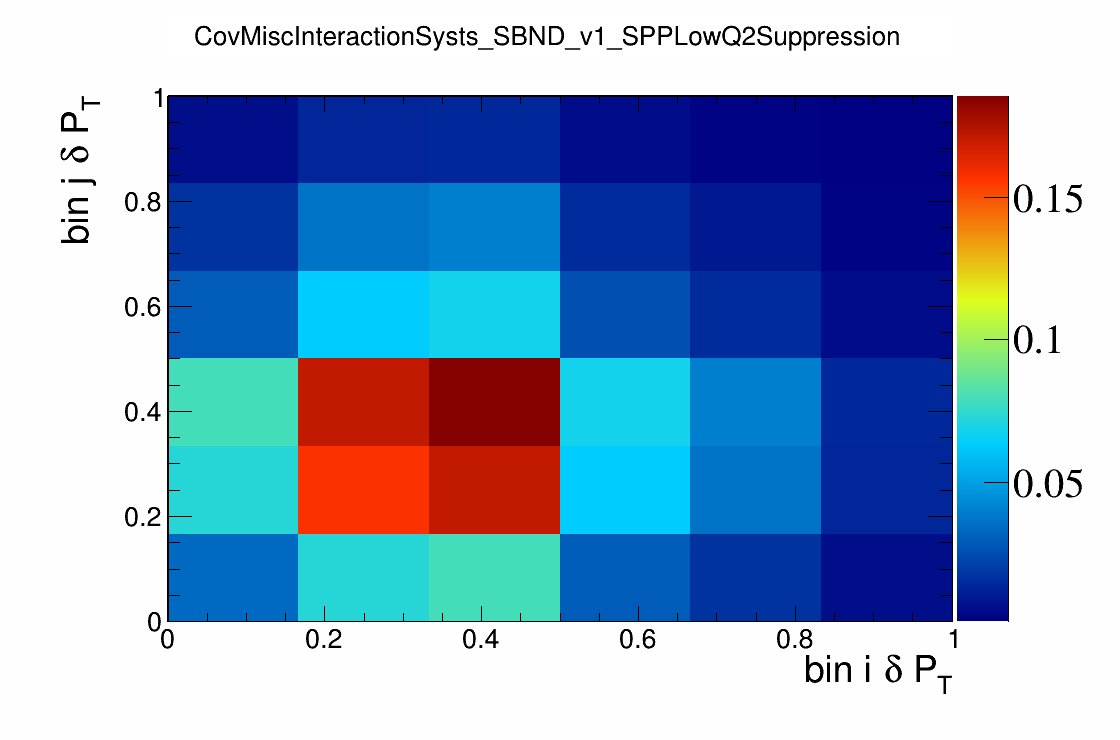 CovMiscInteractionSysts_SBND_v1_SPPLowQ2Suppression
bin j δ P_T
1
0.8
0.6
0.4
0.2
0
0 0.2 0.4 0.6 0.8 1
bin i δ P_T
0.15
0.1
0.05